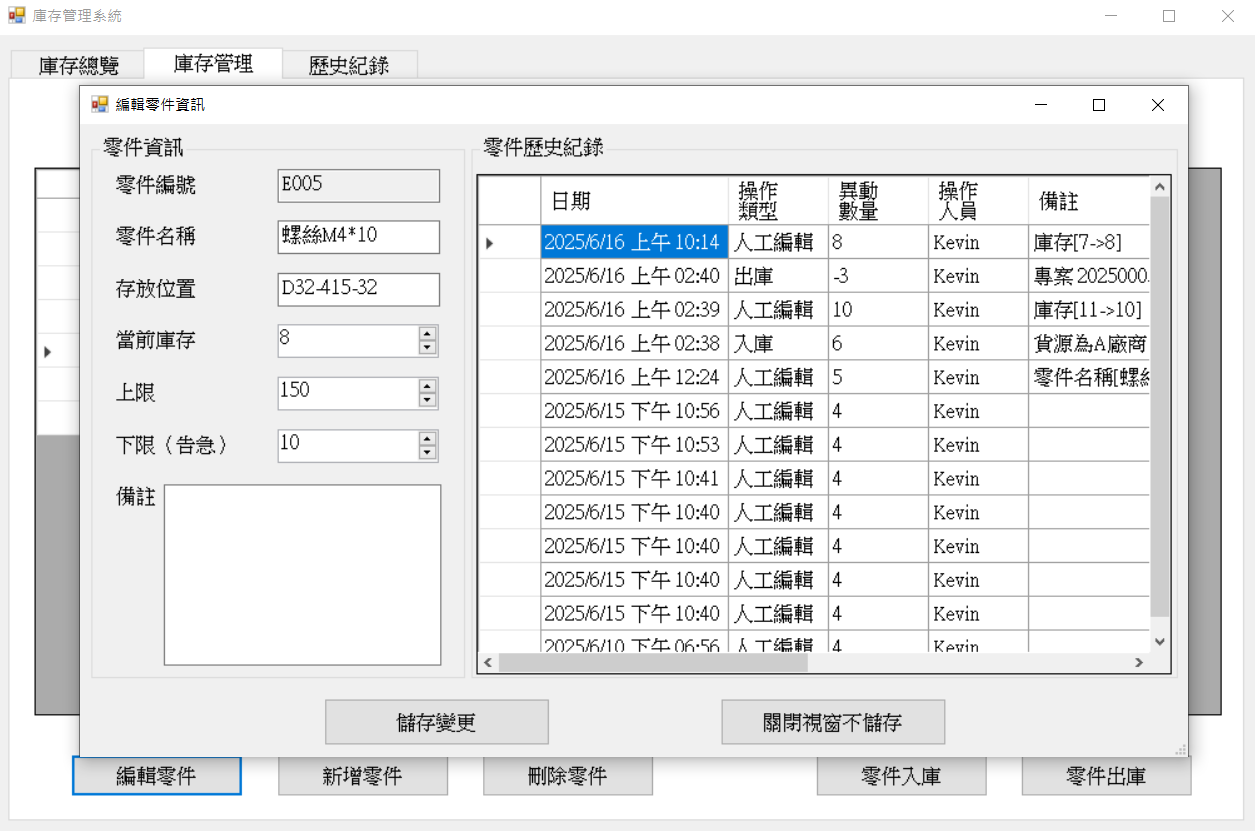 庫存管理系統
庫存總覽 庫存管理 歷史紀錄
編輯零件資訊
零件資訊
零件編號 E005
零件名稱 螺絲M4*10
存放位置 D32-415-32
當前庫存 8
上限 150
下限（告急） 10
備註
零件歷史紀錄
日期 操作類型 異動數量 操作人員 備註
2025/6/16 上午 10:14 人工編輯 8 Kevin 庫存[7->8]
2025/6/16 上午 02:40 出庫 -3 Kevin 專案 2025000
2025/6/16 上午 02:39 人工編輯 10 Kevin 庫存[11->10]
2025/6/16 上午 02:38 入庫 6 Kevin 貨源為A廠商
2025/6/16 上午 12:24 人工編輯 5 Kevin 零件名稱[螺絲
2025/6/15 下午 10:56 人工編輯 4 Kevin
2025/6/15 下午 10:53 人工編輯 4 Kevin
2025/6/15 下午 10:41 人工編輯 4 Kevin
2025/6/15 下午 10:40 人工編輯 4 Kevin
2025/6/15 下午 10:40 人工編輯 4 Kevin
2025/6/15 下午 10:40 人工編輯 4 Kevin
2025/6/15 下午 10:40 人工編輯 4 Kevin
2025/6/10 下午 06:56 人工編輯 4 Kevin
儲存變更 關閉視窗不儲存
編輯零件 新增零件 刪除零件 零件入庫 零件出庫